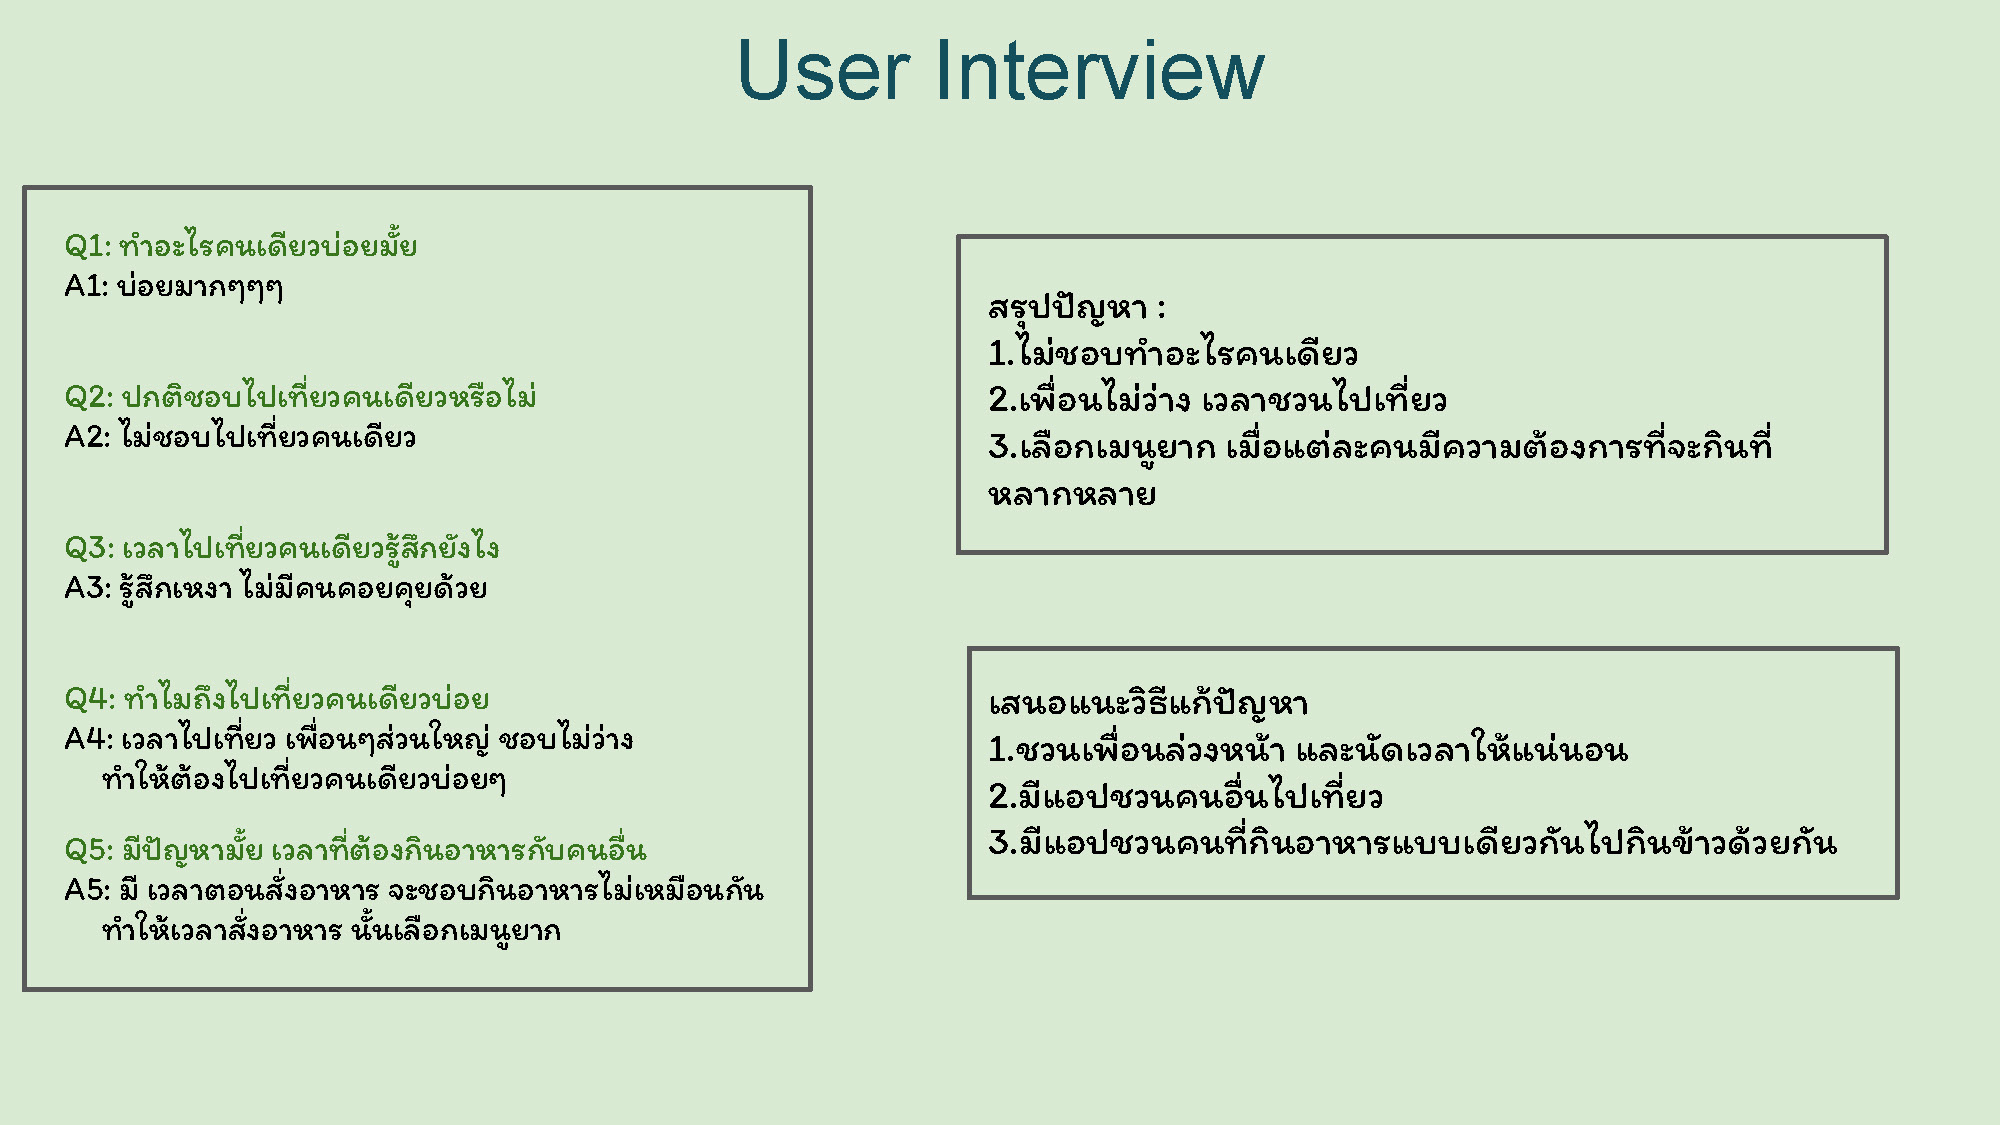 User Interview
Q1: ทำอะไรคนเดียวบ่อยมั้ย
A1: บ่อยมากๆๆๆ
Q2: ปกติชอบไปเที่ยวคนเดียวหรือไม่
A2: ไม่ชอบไปเที่ยวคนเดียว
Q3: เวลาไปเที่ยวคนเดียวรู้สึกยังไง
A3: รู้สึกเหงา ไม่มีคนคอยคุยด้วย
Q4: ทำไมถึงไปเที่ยวคนเดียวบ่อย
A4: เวลาไปเที่ยว เพื่อนๆส่วนใหญ่ ชอบไม่ว่าง
ทำให้ต้องไปเที่ยวคนเดียวบ่อยๆ
Q5: มีปัญหามั้ย เวลาที่ต้องกินอาหารกับคนอื่น
A5: มี เวลาตอนสั่งอาหาร จะชอบกินอาหารไม่เหมือนกัน
ทำให้เวลาสั่งอาหาร นั้นเลือกเมนูยาก
สรุปปัญหา :
1.ไม่ชอบทำอะไรคนเดียว
2.เพื่อนไม่ว่าง เวลาชวนไปเที่ยว
3.เลือกเมนูยาก เมื่อแต่ละคนมีความต้องการที่จะกินที่
หลากหลาย
เสนอแนะวิธีแก้ปัญหา
1.ชวนเพื่อนล่วงหน้า และนัดเวลาให้แน่นอน
2.มีแอปชวนคนอื่นไปเที่ยว
3.มีแอปชวนคนที่กินอาหารแบบเดียวกันไปกินข้าวด้วยกัน